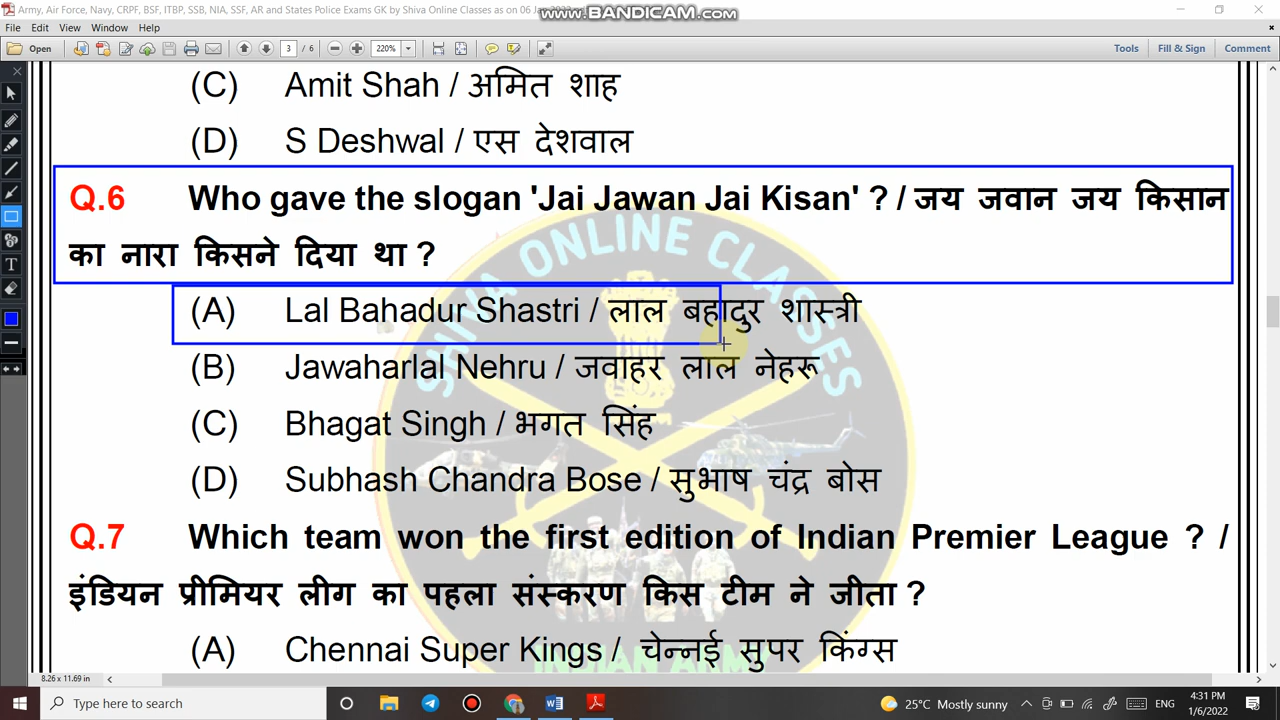 Army, Air Force, Navy, CRPF, BSF, ITBP, SSB, NIA, SSF, AR and States Police Exams GK by Shiva Online Classes as on 06
www.BANDICAM.com
File Edit View Window Help
Open 3 / 6 220% Tools Fill & Sign Comment
(C) Amit Shah / अमित शाह
(D) S Deshwal / एस देशवाल
Q.6 Who gave the slogan 'Jai Jawan Jai Kisan' ? / जय जवान जय किसान
का नारा किसने दिया था ?
(A) Lal Bahadur Shastri / लाल बहादुर शास्त्री
(B) Jawaharlal Nehru / जवाहर लाल नेहरू
(C) Bhagat Singh / भगत सिंह
(D) Subhash Chandra Bose / सुभाष चंद्र बोस
Q.7 Which team won the first edition of Indian Premier League ? /
इंडियन प्रीमियर लीग का पहला संस्करण किस टीम ने जीता ?
(A) Chennai Super Kings / चेन्नई सुपर किंग्स
SHIVA ONLINE CLASSES
INDIAN ARMY
8.26 x 11.69 in
Type here to search
25°C Mostly sunny
ENG
4:31 PM
1/6/2022